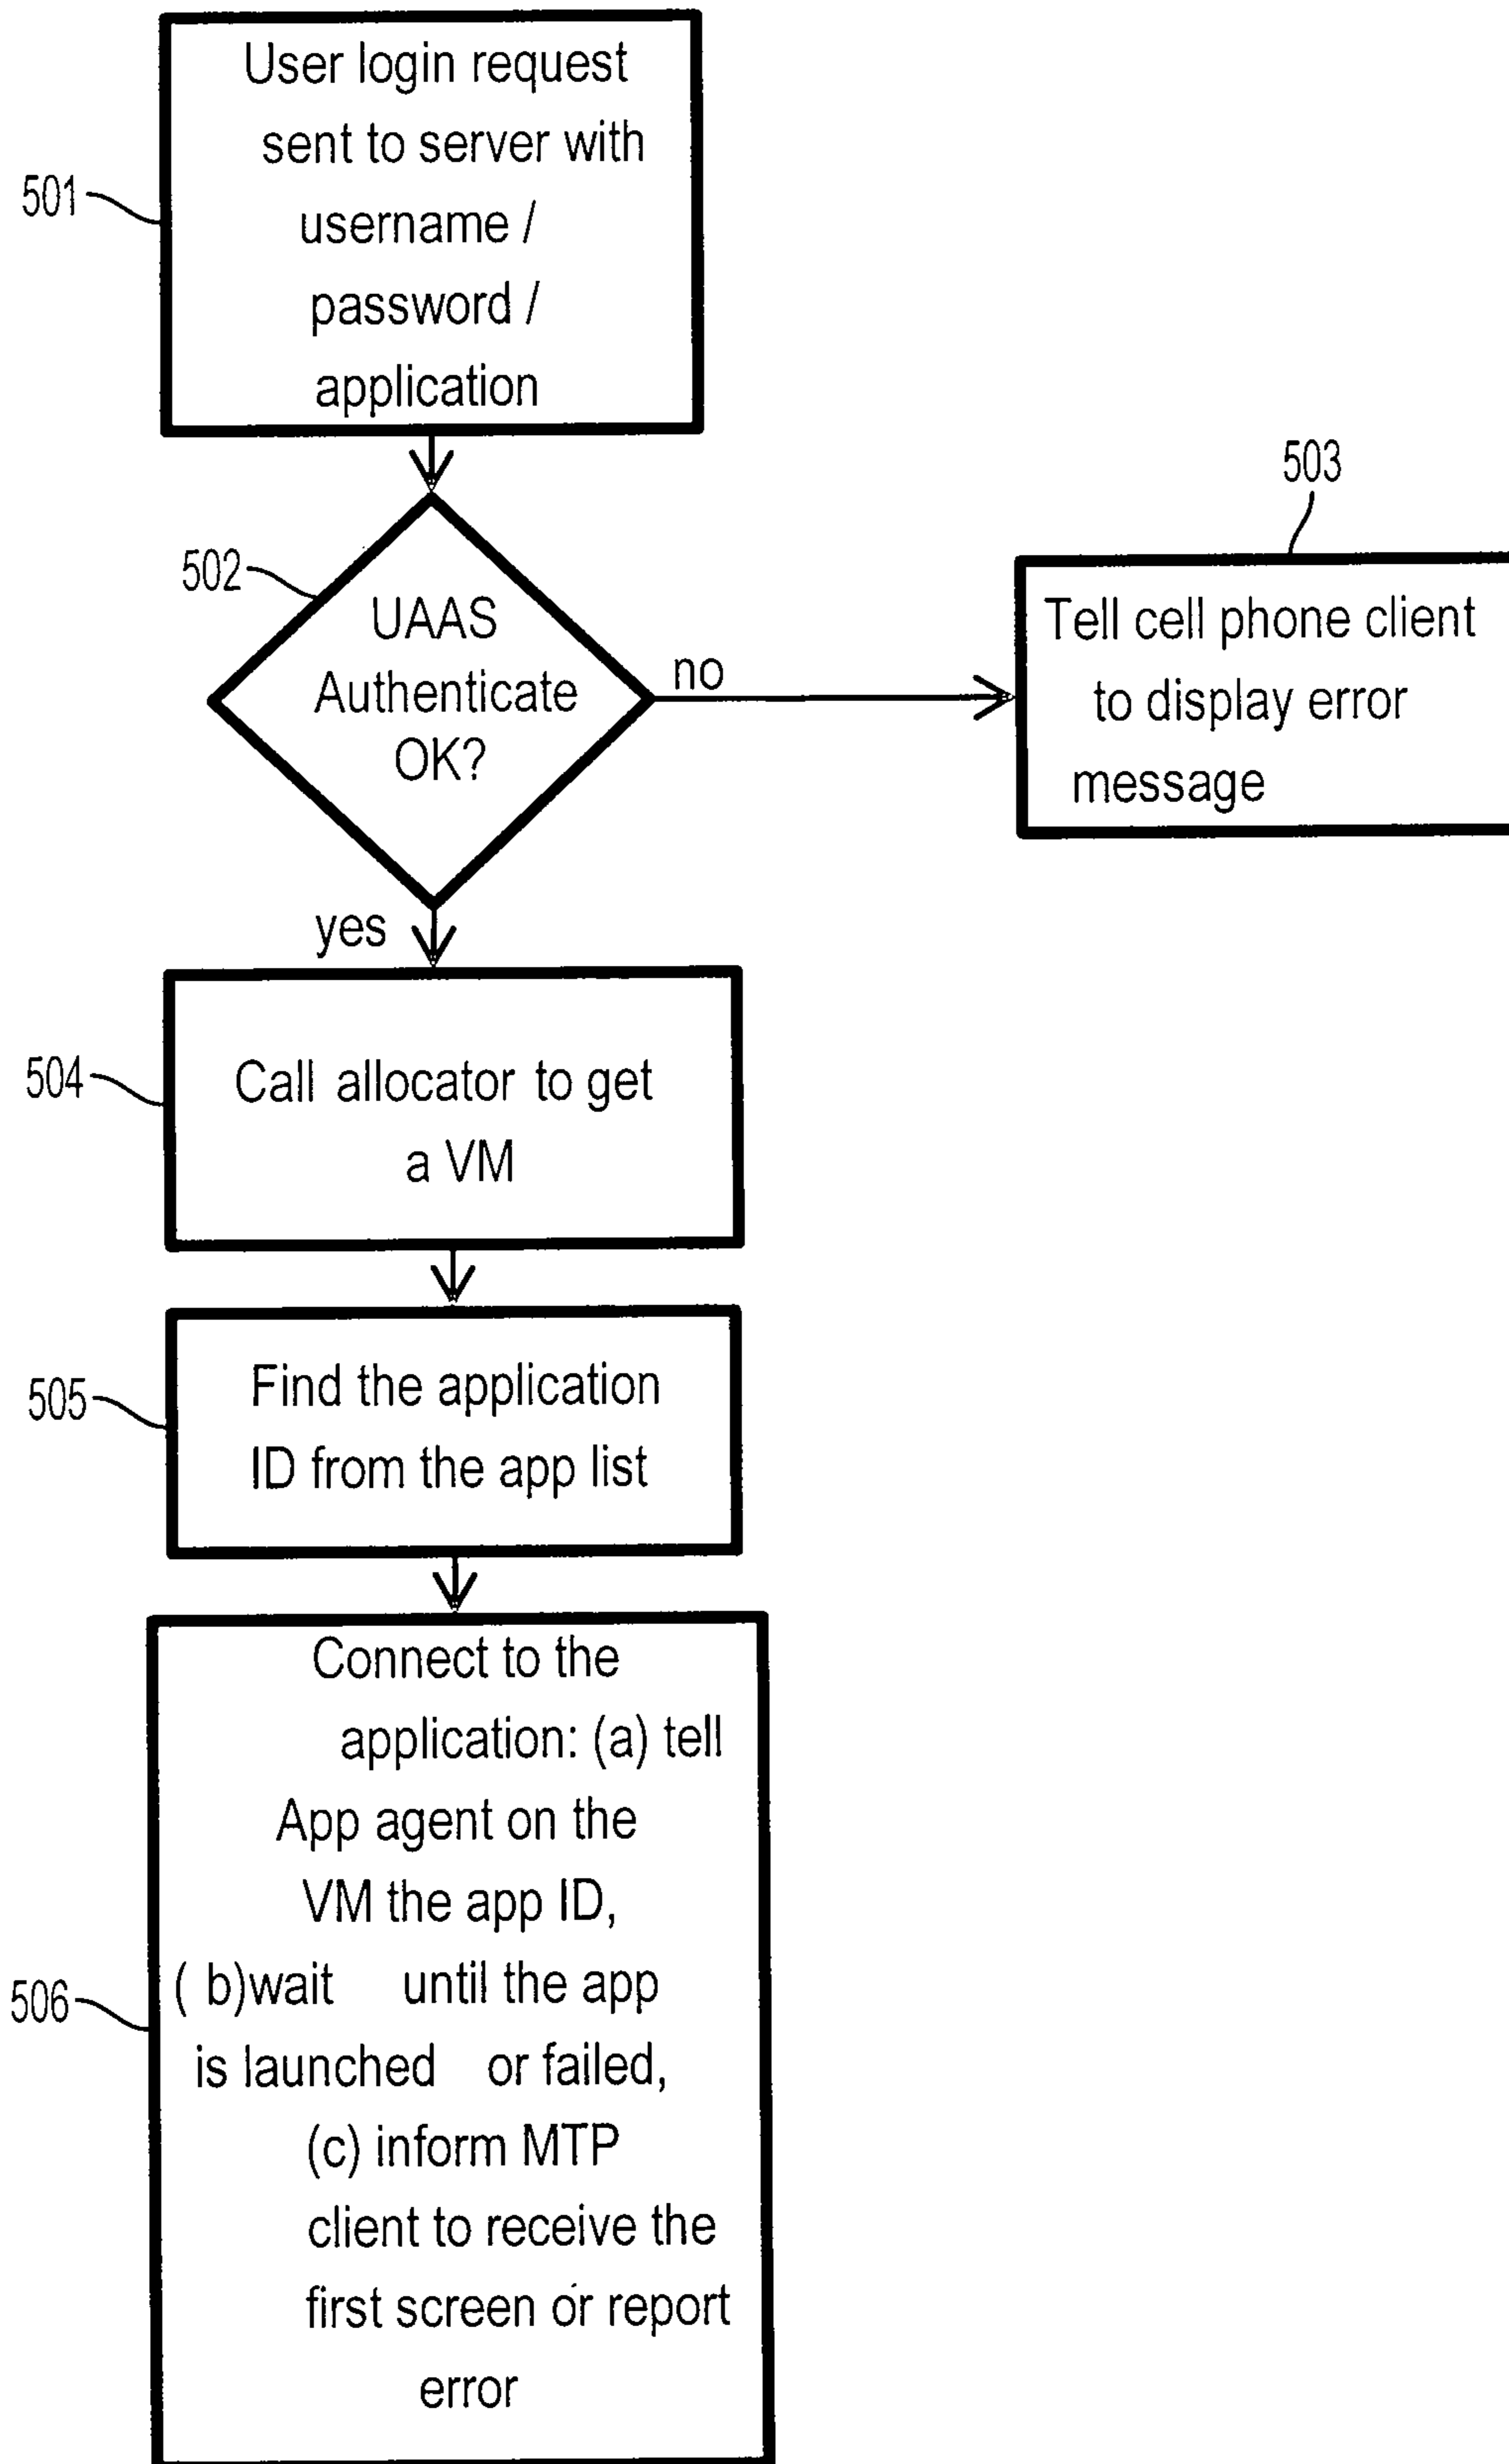 User login request
sent to server with
username /
password /
application
501
502
UAAS
Authenticate
OK?
no
503
Tell cell phone client
to display error
message
yes
504
Call allocator to get
a VM
505
Find the application
ID from the app list
506
Connect to the
application: (a) tell
App agent on the
VM the app ID,
( b)wait until the app
is launched or failed,
(c) inform MTP
client to receive the
first screen or report
error